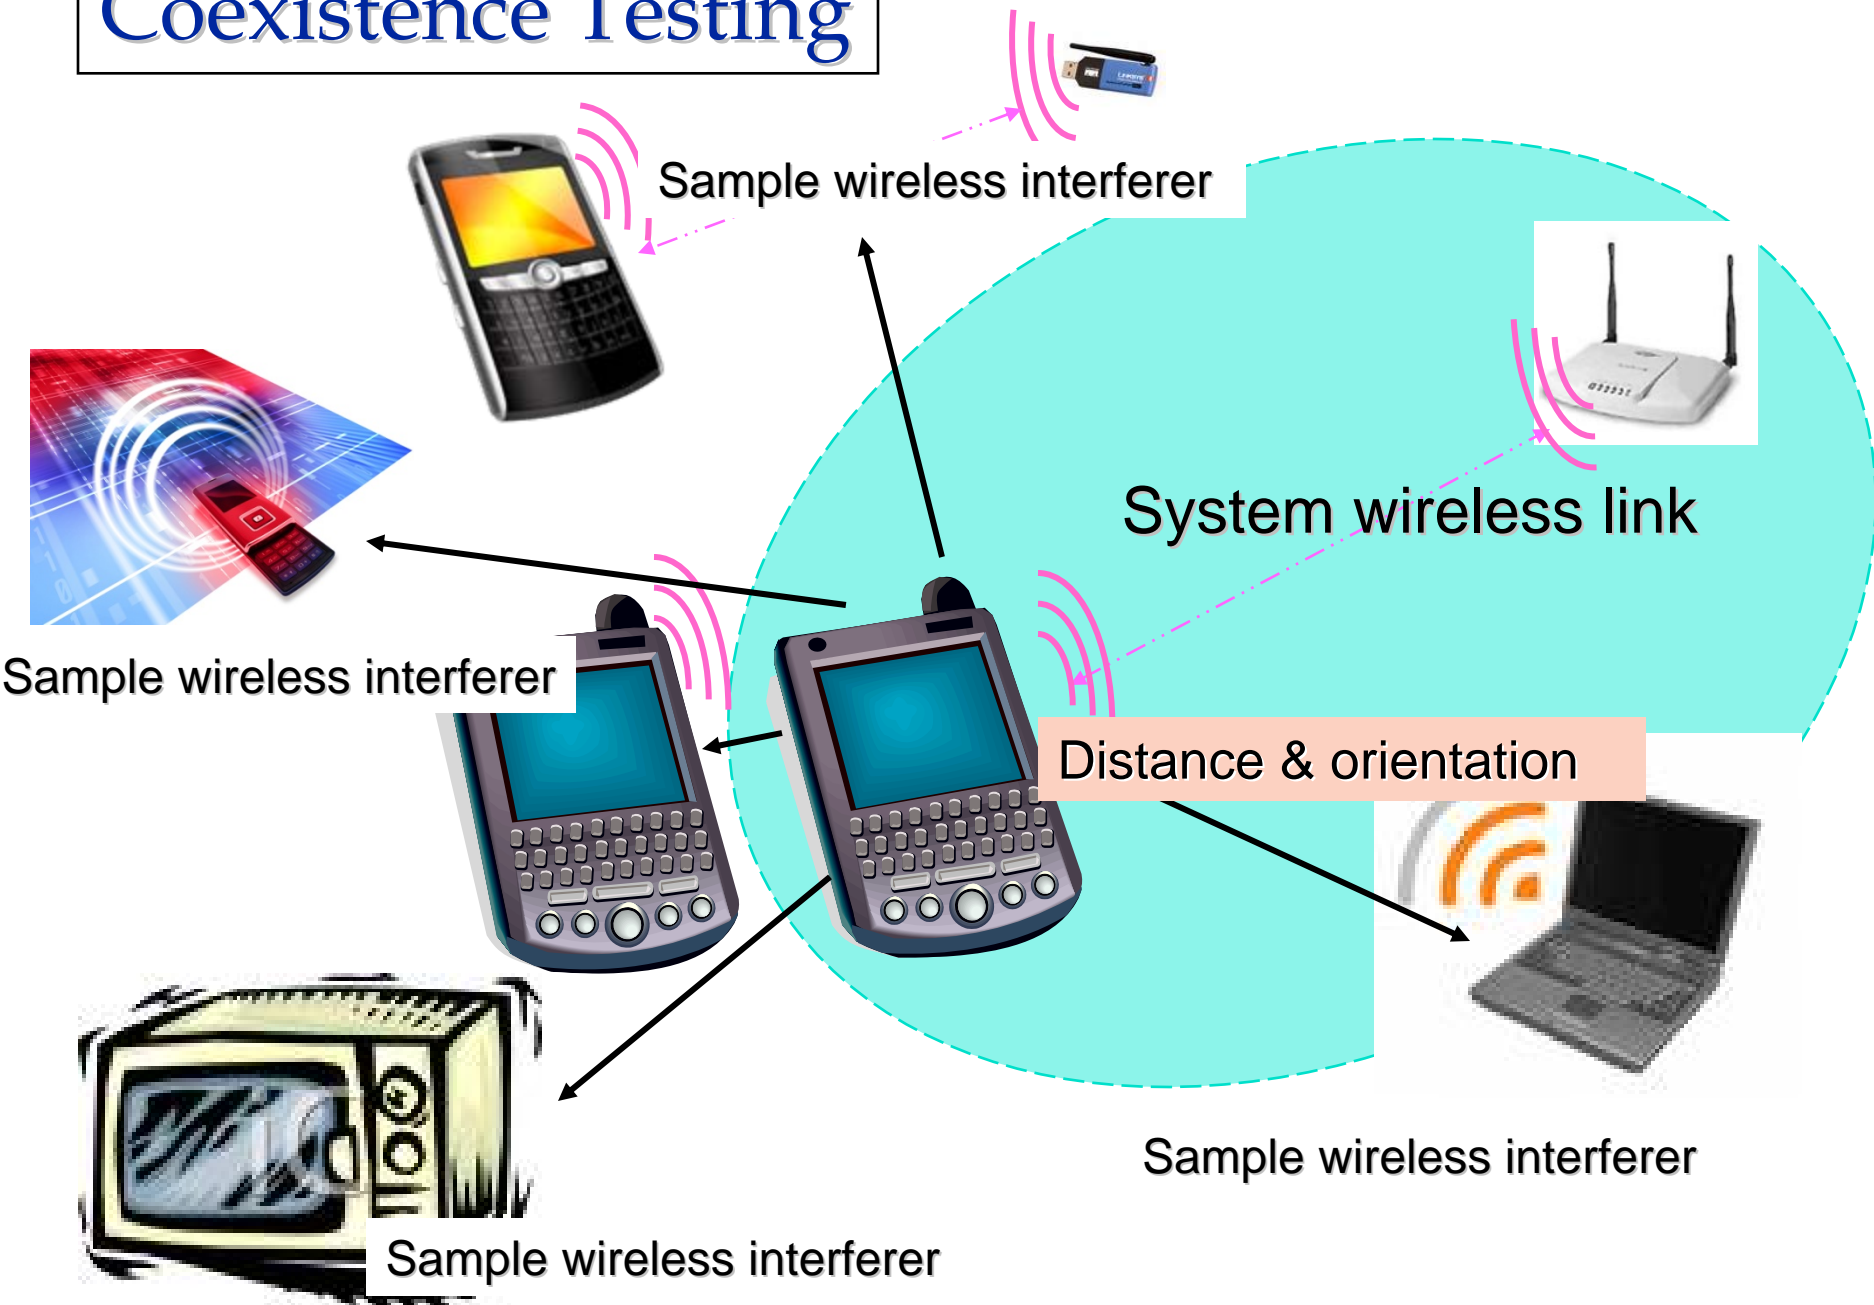 Coexistence Testing
Sample wireless interferer
System wireless link
Sample wireless interferer
Distance & orientation
Sample wireless interferer
Sample wireless interferer